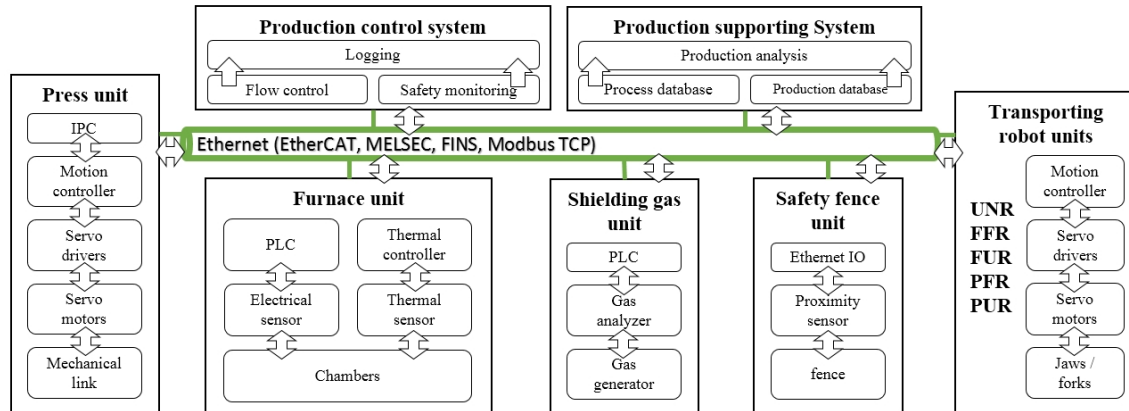 Production control system
Logging
Flow control
Safety monitoring
Production supporting System
Production analysis
Process database
Production database
Ethernet (EtherCAT, MELSEC, FINS, Modbus TCP)
Press unit
IPC
Motion
controller
Servo
drivers
Servo
motors
Mechanical
link
Furnace unit
PLC
Thermal
controller
Electrical
sensor
Thermal
sensor
Chambers
Shielding gas
unit
PLC
Gas
analyzer
Gas
generator
Safety fence
unit
Ethernet IO
Proximity
sensor
fence
Transporting
robot units
UNR
FFR
FUR
PFR
PUR
Motion
controller
Servo
drivers
Servo
motors
Jaws /
forks